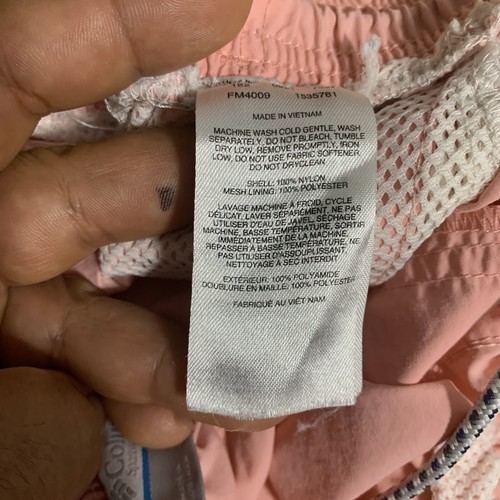 FM4009 1535781
MADE IN VIETNAM
MACHINE WASH COLD GENTLE, WASH
SEPARATELY, DO NOT BLEACH, TUMBLE
DRY LOW, REMOVE PROMPTLY, IRON
LOW, DO NOT USE FABRIC SOFTENER,
DO NOT DRYCLEAN
SHELL: 100% NYLON
MESH LINING: 100% POLYESTER
LAVAGE MACHINE A FROID, CYCLE
DÉLICAT, LAVER SÉPARÉMENT, NE PAS
UTILISER D'EAU DE JAVEL, SÉCHAGE
MACHINE, BASSE TEMPÉRATURE, SORTIR
IMMÉDIATEMENT DE LA MACHINE,
REPASSER À BASSE TEMPÉRATURE, NE
PAS UTILISER D'ASSOUPLISSANT,
NETTOYAGE À SEC INTERDIT
EXTÉRIEUR: 100% POLYAMIDE
DOUBLURE EN MAILLE: 100% POLYESTER
FABRIQUÉ AU VIÊT NAM
Colu